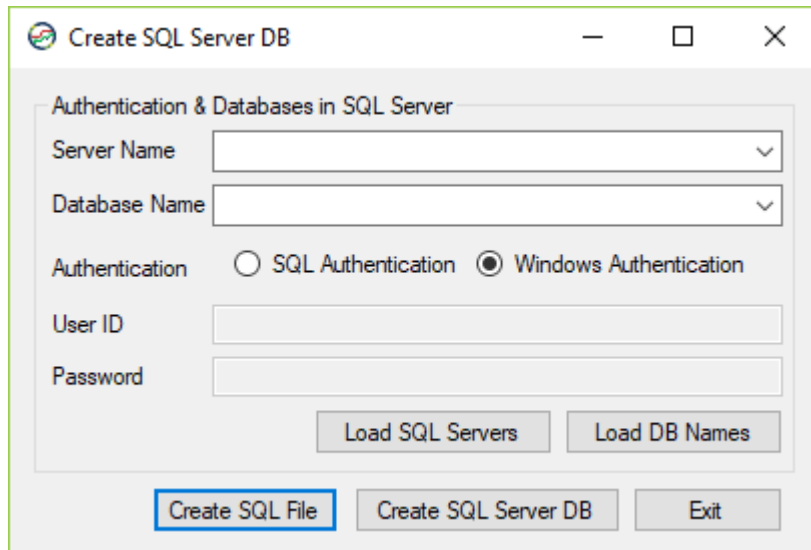 Create SQL Server DB
Authentication & Databases in SQL Server
Server Name
Database Name
Authentication SQL Authentication Windows Authentication
User ID
Password
Load SQL Servers Load DB Names
Create SQL File Create SQL Server DB Exit